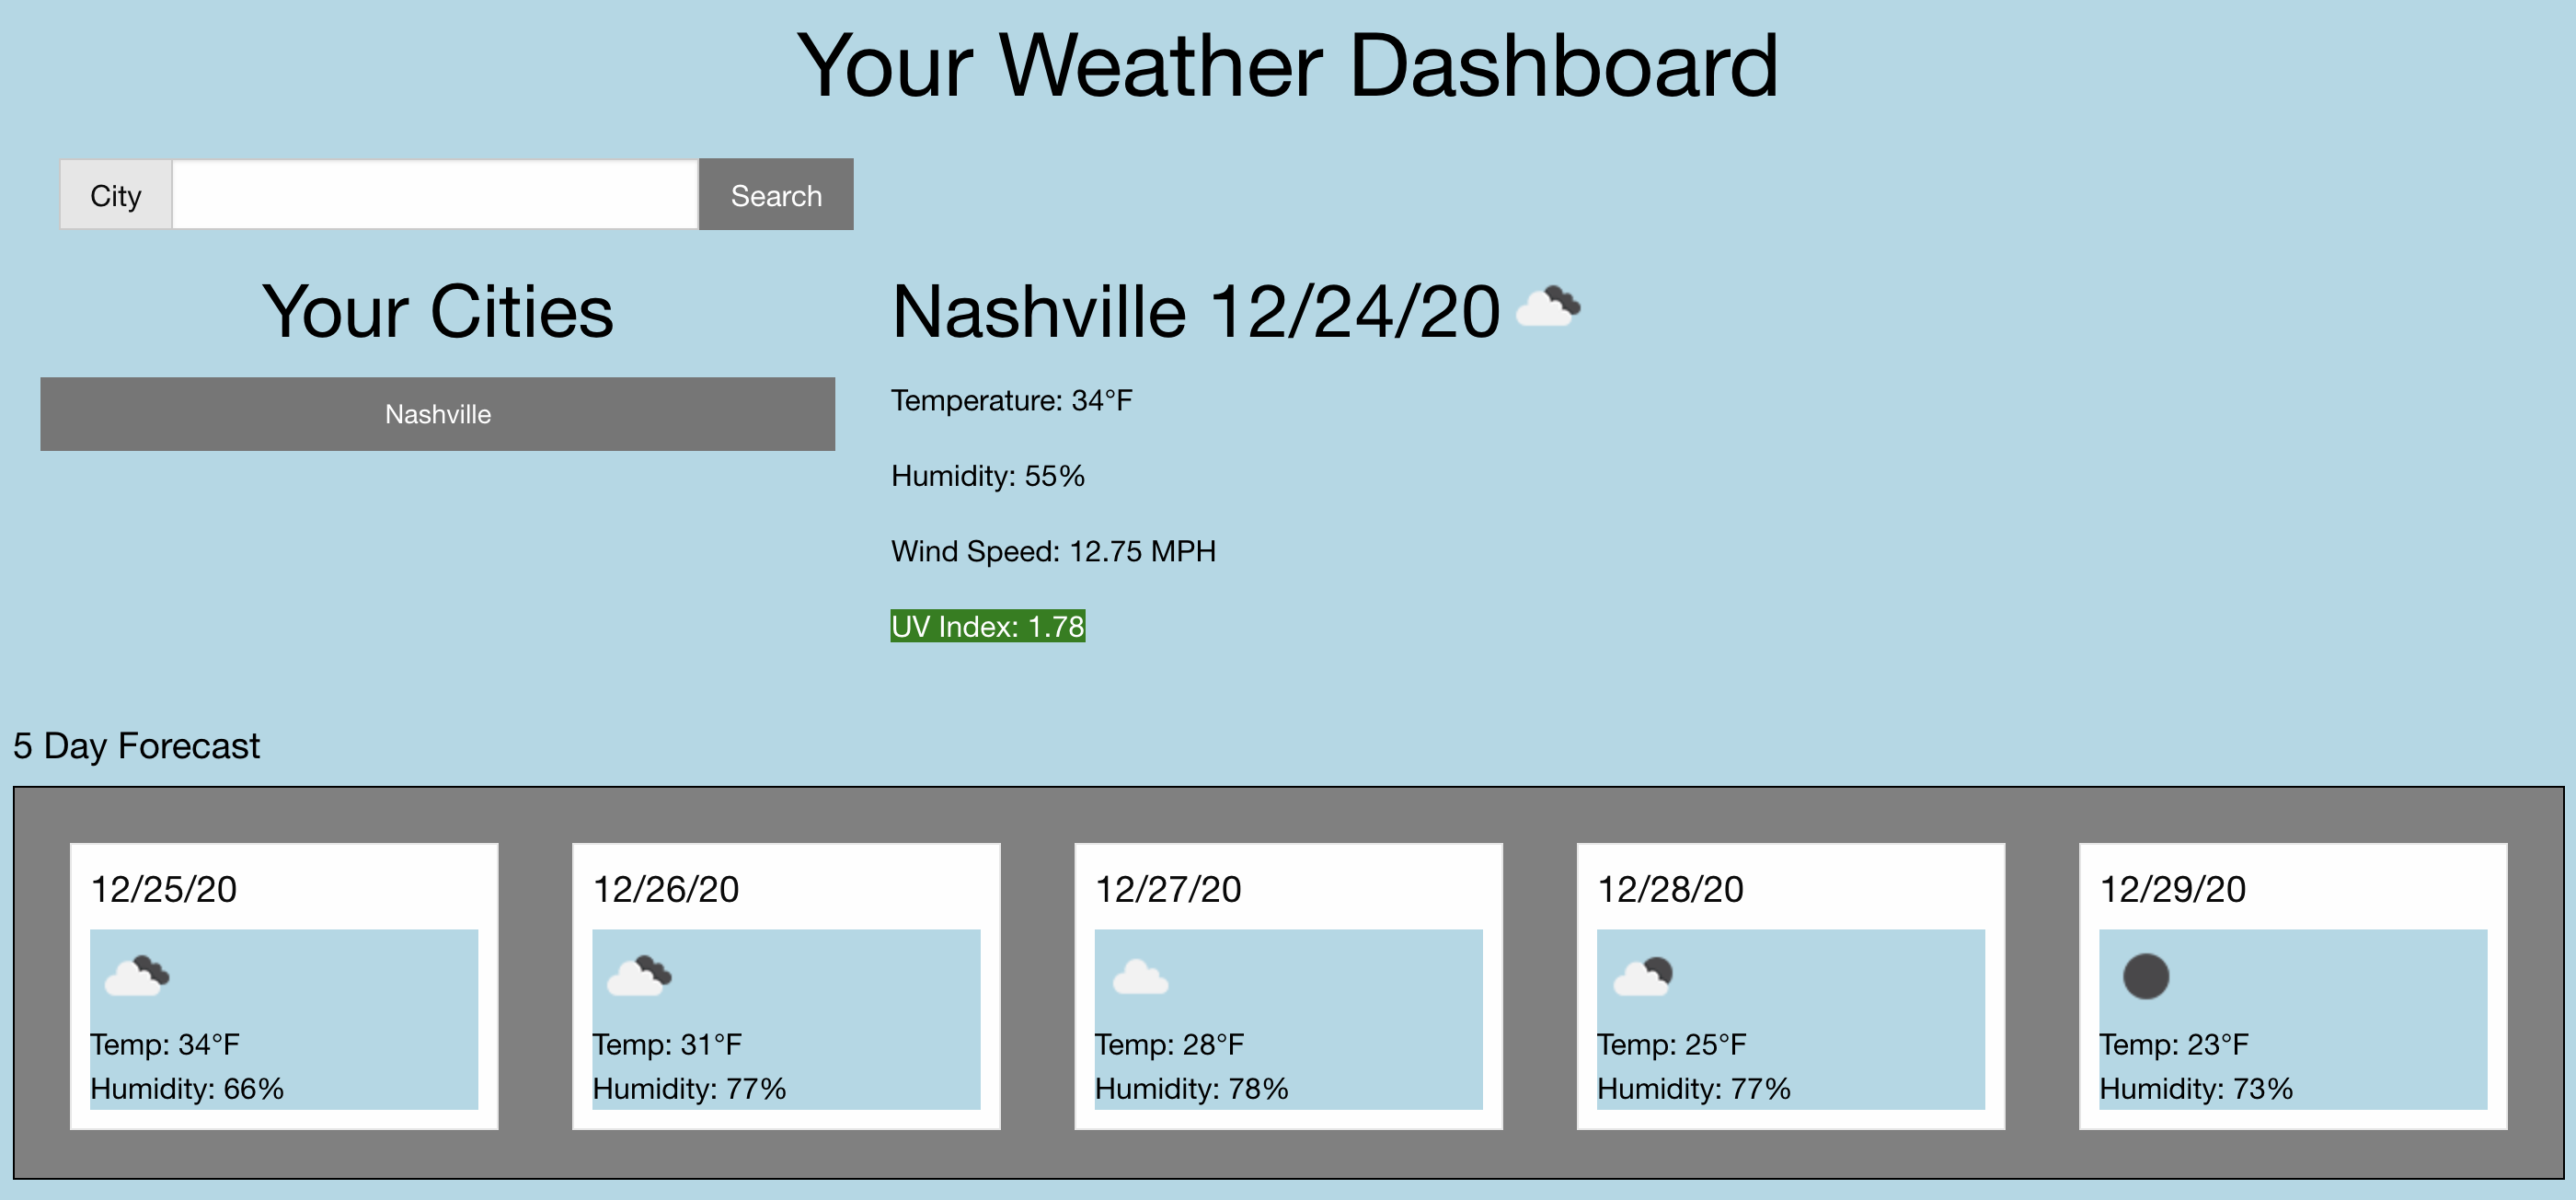 Your Weather Dashboard
City
Search
Your Cities
Nashville
Nashville 12/24/20
Temperature: 34°F
Humidity: 55%
Wind Speed: 12.75 MPH
UV Index: 1.78
5 Day Forecast
12/25/20
Temp: 34°F
Humidity: 66%
12/26/20
Temp: 31°F
Humidity: 77%
12/27/20
Temp: 28°F
Humidity: 78%
12/28/20
Temp: 25°F
Humidity: 77%
12/29/20
Temp: 23°F
Humidity: 73%